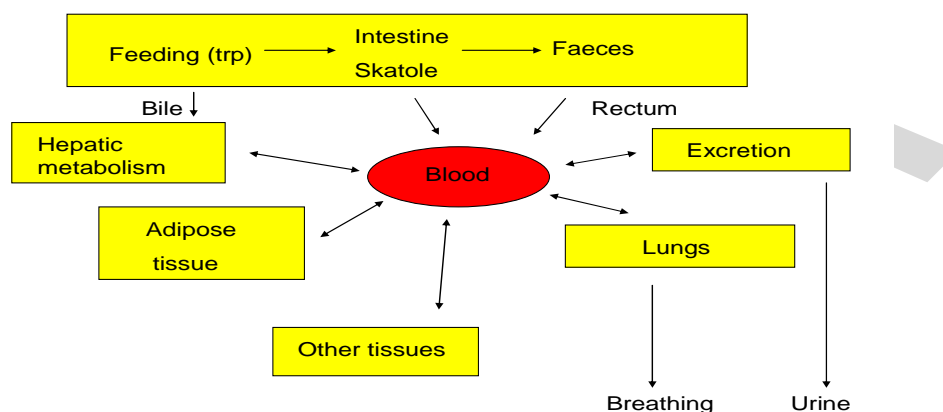 Feeding (trp)
Intestine
Skatole
Faeces
Bile
Rectum
Hepatic
metabolism
Blood
Excretion
Adipose
tissue
Lungs
Other tissues
Breathing
Urine